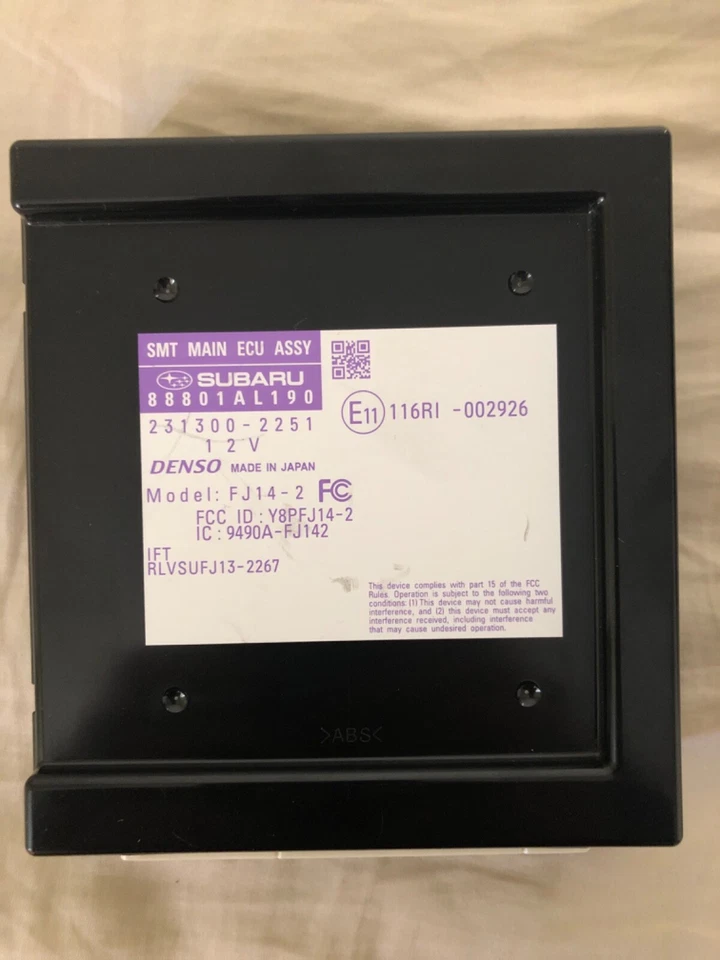 SMT MAIN ECU ASSY
SUBARU
88801AL190
231300-2251
12V
DENSO MADE IN JAPAN
E11 116RI -002926
Model: FJ14-2 FC
FCC ID : Y8PFJ14-2
IC : 9490A-FJ142
IFT
RLVSUFJ13-2267
This device complies with part 15 of the FCC
Rules. Operation is subject to the following two
conditions: (1) This device may not cause harmful
interference, and (2) this device must accept any
interference received, including interference
that may cause undesired operation.
>ABS<